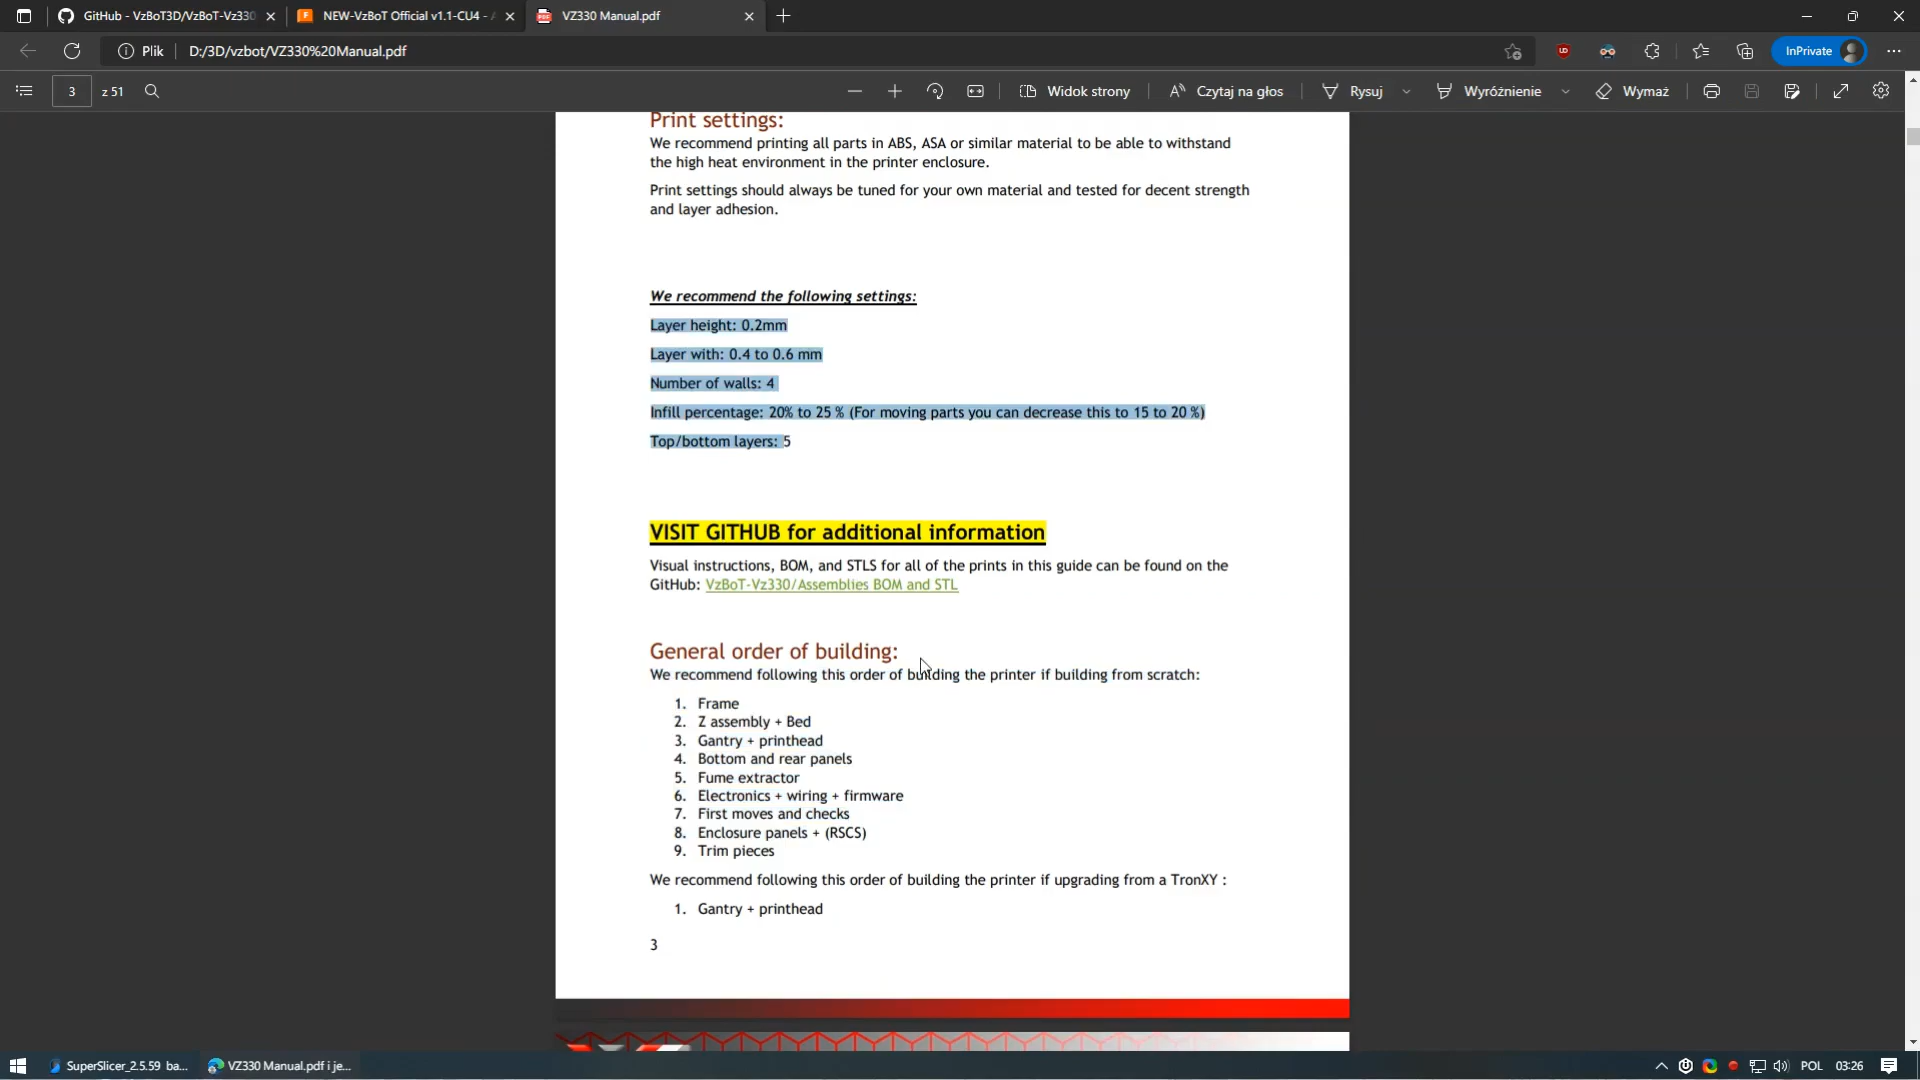 GitHub - VzBoT3D/VzBoT-Vz330
NEW-VzBoT Official v1.1-CU4 -
VZ330 Manual.pdf
Plik
D:/3D/vzbot/VZ330%20Manual.pdf
InPrivate
3
z 51
Widok strony
Czytaj na głos
Rysuj
Wyróżnienie
Wymaż
Print settings:
We recommend printing all parts in ABS, ASA or similar material to be able to withstand
the high heat environment in the printer enclosure.
Print settings should always be tuned for your own material and tested for decent strength
and layer adhesion.
We recommend the following settings:
Layer height: 0.2mm
Layer with: 0.4 to 0.6 mm
Number of walls: 4
Infill percentage: 20% to 25 % (For moving parts you can decrease this to 15 to 20 %)
Top/bottom layers: 5
VISIT GITHUB for additional information
Visual instructions, BOM, and STLS for all of the prints in this guide can be found on the
GitHub: VzBoT-Vz330/Assemblies BOM and STL
General order of building:
We recommend following this order of building the printer if building from scratch:
1. Frame
2. Z assembly + Bed
3. Gantry + printhead
4. Bottom and rear panels
5. Fume extractor
6. Electronics + wiring + firmware
7. First moves and checks
8. Enclosure panels + (RSCS)
9. Trim pieces
We recommend following this order of building the printer if upgrading from a TronXY :
1. Gantry + printhead
3
SuperSlicer_2.5.59 ba...
VZ330 Manual.pdf i je...
POL
03:26